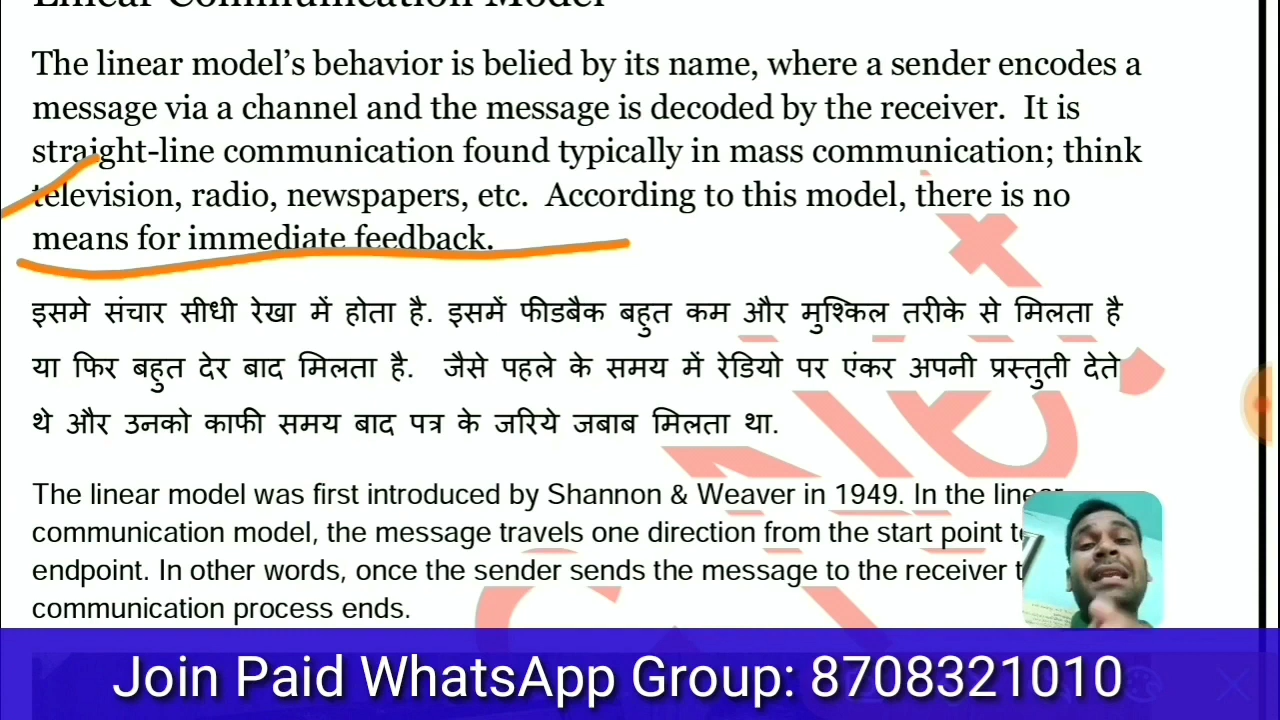 Linear Communication Model
The linear model’s behavior is belied by its name, where a sender encodes a
message via a channel and the message is decoded by the receiver. It is
straight-line communication found typically in mass communication; think
television, radio, newspapers, etc. According to this model, there is no
means for immediate feedback.
इसमे संचार सीधी रेखा में होता है. इसमें फीडबैक बहुत कम और मुश्किल तरीके से मिलता है
या फिर बहुत देर बाद मिलता है. जैसे पहले के समय में रेडियो पर एंकर अपनी प्रस्तुती देते
थे और उनको काफी समय बाद पत्र के जरिये जबाब मिलता था.
The linear model was first introduced by Shannon & Weaver in 1949. In the linear
communication model, the message travels one direction from the start point
endpoint. In other words, once the sender sends the message to the receiver
communication process ends.
Join Paid WhatsApp Group: 8708321010